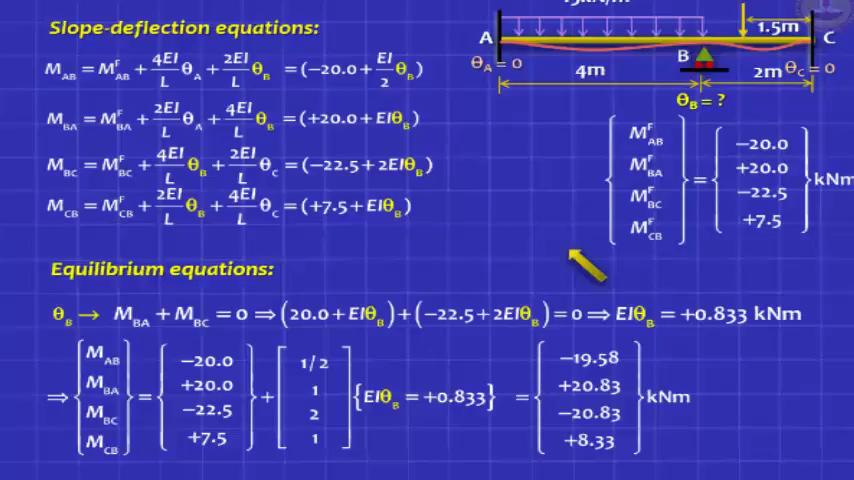 Slope-deflection equations:
M_AB = M^F_AB + 4EI/L θ_A + 2EI/L θ_B = (−20.0 + EI/2 θ_B)
M_BA = M^F_BA + 2EI/L θ_A + 4EI/L θ_B = (+20.0 + EIθ_B)
M_BC = M^F_BC + 4EI/L θ_B + 2EI/L θ_C = (−22.5 + 2EIθ_B)
M_CB = M^F_CB + 2EI/L θ_B + 4EI/L θ_C = (+7.5 + EIθ_B)
1.5m
A B C
θ_A = 0 θ_C = 0
4m 2m
θ_B = ?
{M^F_AB M^F_BA M^F_BC M^F_CB} = {−20.0 +20.0 −22.5 +7.5} kNm
Equilibrium equations:
θ_B → M_BA + M_BC = 0 ⇒ (20.0 + EIθ_B) + (−22.5 + 2EIθ_B) = 0 ⇒ EIθ_B = +0.833 kNm
⇒ {M_AB M_BA M_BC M_CB} = {−20.0 +20.0 −22.5 +7.5} + [1/2 1 2 1] {EIθ_B = +0.833} = {−19.58 +20.83 −20.83 +8.33} kNm